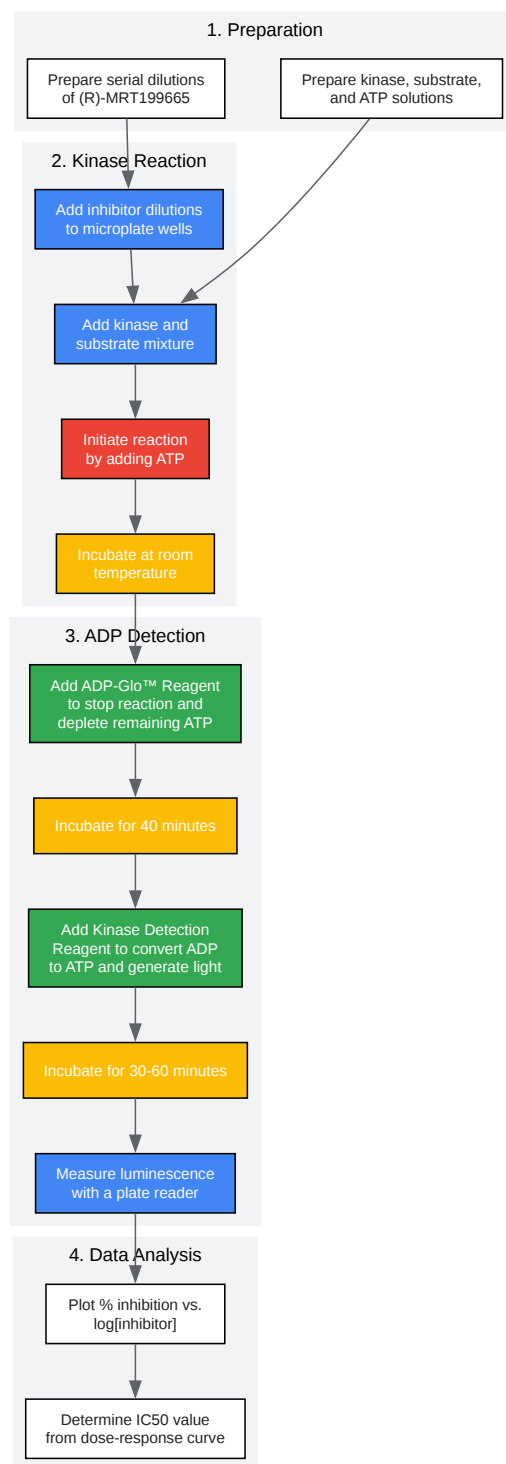 1. Preparation
Prepare serial dilutions
of (R)-MRT199665
Prepare kinase, substrate,
and ATP solutions
2. Kinase Reaction
Add inhibitor dilutions
to microplate wells
Add kinase and
substrate mixture
Initiate reaction
by adding ATP
Incubate at room
temperature
3. ADP Detection
Add ADP-Glo™ Reagent
to stop reaction and
deplete remaining ATP
Incubate for 40 minutes
Add Kinase Detection
Reagent to convert ADP
to ATP and generate light
Incubate for 30-60 minutes
Measure luminescence
with a plate reader
4. Data Analysis
Plot % inhibition vs.
log[inhibitor]
Determine IC50 value
from dose-response curve